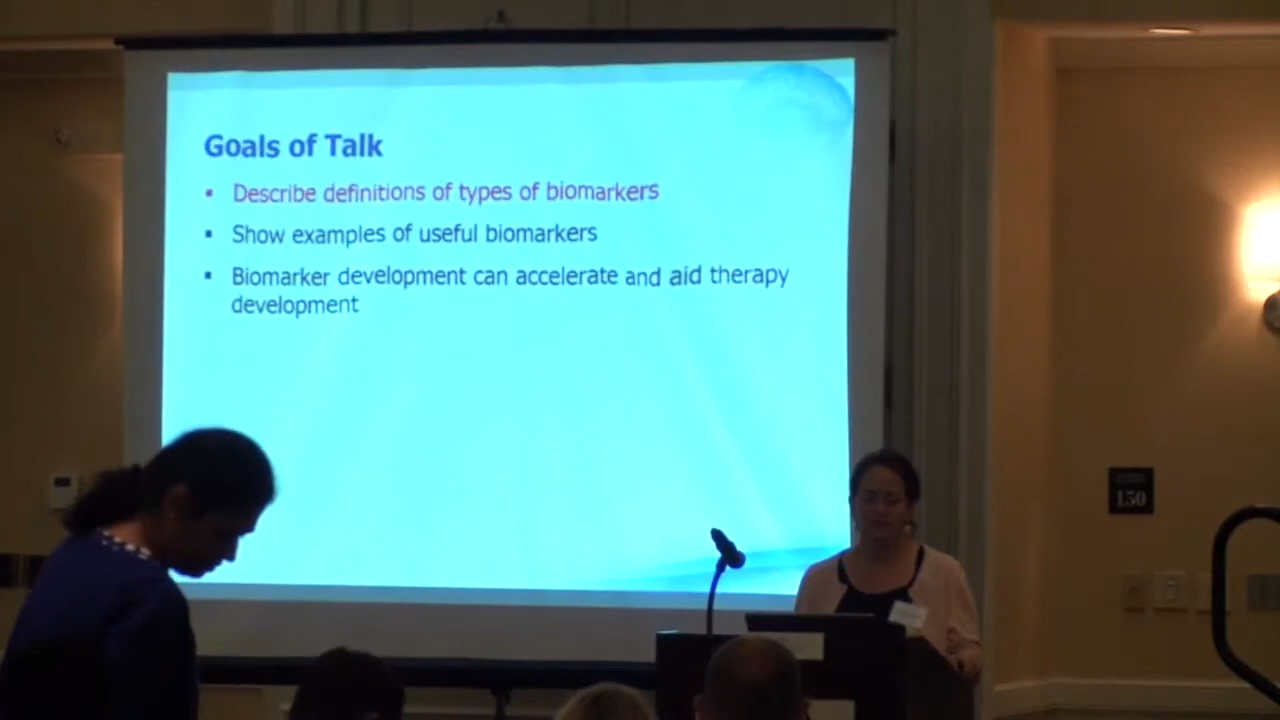 Goals of Talk
▪ Describe definitions of types of biomarkers
▪ Show examples of useful biomarkers
▪ Biomarker development can accelerate and aid therapy
development
150